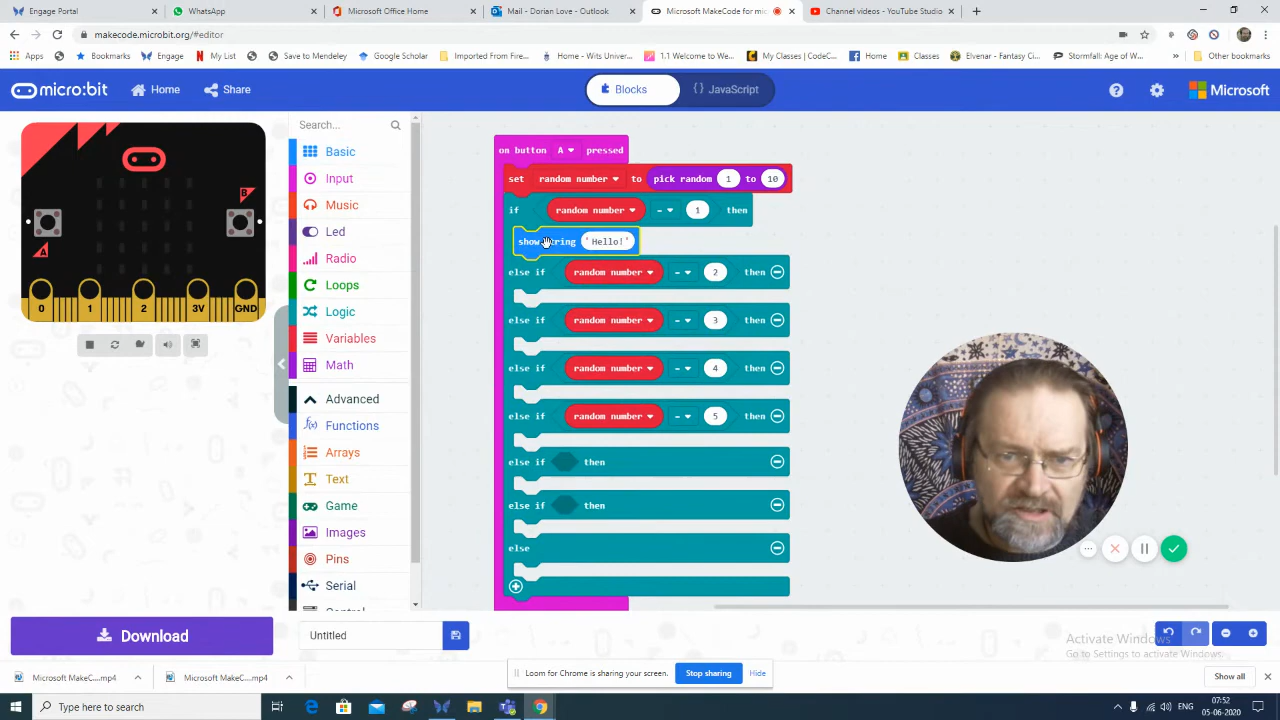 Engage Portal
WhatsApp
Microsoft Office Home
Mail - Dorian Love - Outlook
Microsoft MakeCode for micro:bit
Channel videos - YouTube Studio
makecode.microbit.org/#editor
Apps
Bookmarks
Engage
My List
Save to Mendeley
Google Scholar
Imported From Firef...
Home - Wits Univer...
1.1 Welcome to We...
My Classes | CodeC...
Home
Classes
Elvenar - Fantasy Ci...
Stormfall: Age of W...
Other bookmarks
micro:bit
Home
Share
Blocks
{ } JavaScript
Microsoft
Search...
Basic
Input
Music
Led
Radio
Loops
Logic
Variables
Math
Advanced
Functions
Arrays
Text
Game
Images
Pins
Serial
Control
B
A
0 1 2 3V GND
on button A pressed
set random number to pick random 1 to 10
if random number = 1 then
show string "Hello!"
else if random number = 2 then
else if random number = 3 then
else if random number = 4 then
else if random number = 5 then
else if then
else if then
else
Download
Untitled
Activate Windows
Go to Settings to activate Windows.
Microsoft MakeC....mp4
Microsoft MakeC....mp4
Loom for Chrome is sharing your screen.
Stop sharing
Hide
Show all
Type here to search
ENG
07:52
05-06-2020